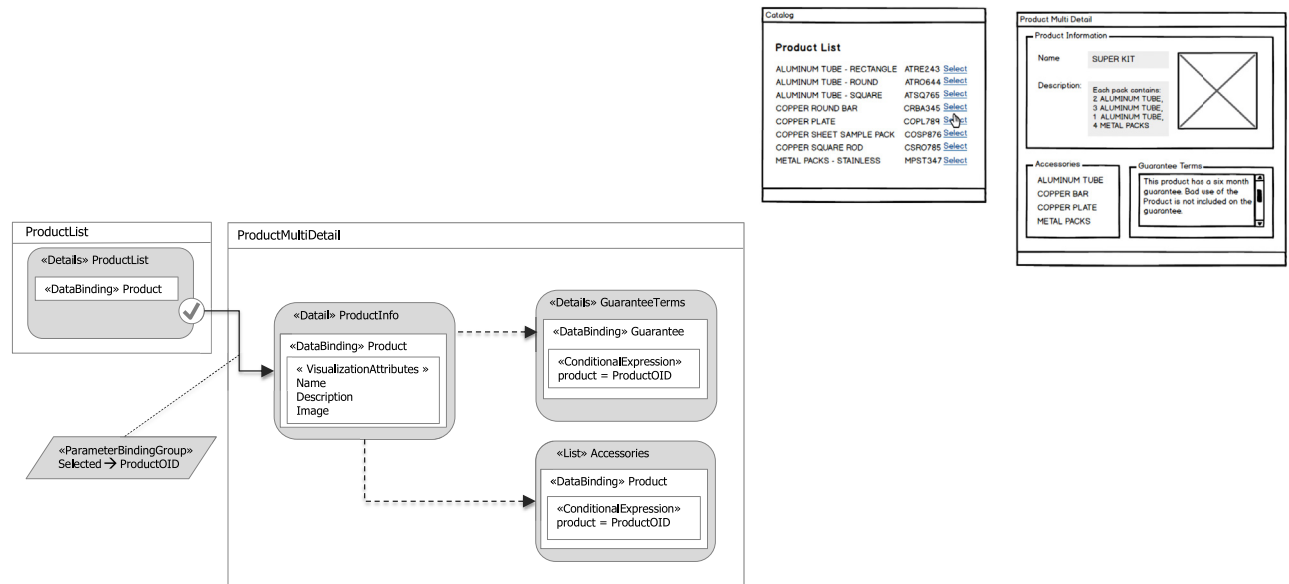 Catalog
Product List
ALUMINUM TUBE - RECTANGLE ATRE243 Select
ALUMINUM TUBE - ROUND ATRO644 Select
ALUMINUM TUBE - SQUARE ATSQ765 Select
COPPER ROUND BAR CRBA345 Select
COPPER PLATE COPL789 Select
COPPER SHEET SAMPLE PACK COSP876 Select
COPPER SQUARE ROD CSRO785 Select
METAL PACKS - STAINLESS MPST347 Select
Product Multi Detail
Product Information
Name SUPER KIT
Description: Each pack contains:
2 ALUMINUM TUBE,
3 ALUMINUM TUBE,
1 ALUMINUM TUBE,
4 METAL PACKS
Accessories
ALUMINUM TUBE
COPPER BAR
COPPER PLATE
METAL PACKS
Guarantee Terms
This product has a six month
guarantee. Bad use of the
Product is not included on the
guarantee.
ProductList
«Details» ProductList
«DataBinding» Product
«ParameterBindingGroup»
Selected → ProductOID
ProductMultiDetail
«Datail» ProductInfo
«DataBinding» Product
« VisualizationAttributes »
Name
Description
Image
«Details» GuaranteeTerms
«DataBinding» Guarantee
«ConditionalExpression»
product = ProductOID
«List» Accessories
«DataBinding» Product
«ConditionalExpression»
product = ProductOID